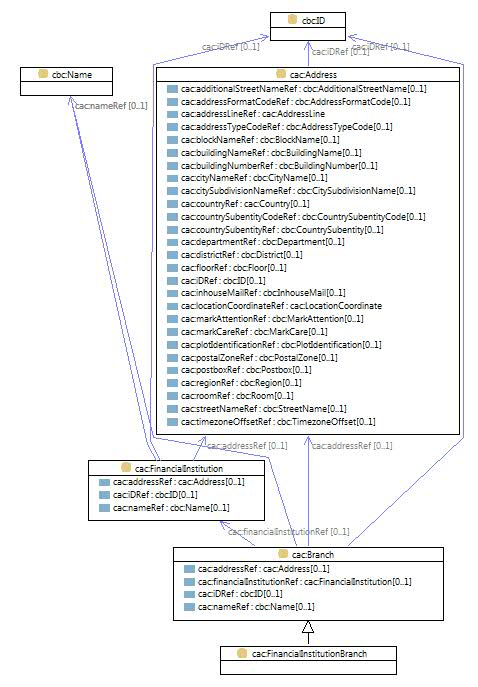 cbc:ID
cac:iDRef [0..1]
cac:iDRef [0..1]
cac:iDRef [0..1]
cbc:Name
cac:nameRef [0..1]
cac:Address
cac:additionalStreetNameRef : cbc:AdditionalStreetName[0..1]
cac:addressFormatCodeRef : cbc:AddressFormatCode[0..1]
cac:addressLineRef : cac:AddressLine
cac:addressTypeCodeRef : cbc:AddressTypeCode[0..1]
cac:blockNameRef : cbc:BlockName[0..1]
cac:buildingNameRef : cbc:BuildingName[0..1]
cac:buildingNumberRef : cbc:BuildingNumber[0..1]
cac:cityNameRef : cbc:CityName[0..1]
cac:citySubdivisionNameRef : cbc:CitySubdivisionName[0..1]
cac:countryRef : cac:Country[0..1]
cac:countrySubentityCodeRef : cbc:CountrySubentityCode[0..1]
cac:countrySubentityRef : cbc:CountrySubentity[0..1]
cac:departmentRef : cbc:Department[0..1]
cac:districtRef : cbc:District[0..1]
cac:floorRef : cbc:Floor[0..1]
cac:iDRef : cbc:ID[0..1]
cac:inhouseMailRef : cbc:InhouseMail[0..1]
cac:locationCoordinateRef : cac:LocationCoordinate
cac:markAttentionRef : cbc:MarkAttention[0..1]
cac:markCareRef : cbc:MarkCare[0..1]
cac:plotIdentificationRef : cbc:PlotIdentification[0..1]
cac:postalZoneRef : cbc:PostalZone[0..1]
cac:postboxRef : cbc:Postbox[0..1]
cac:regionRef : cbc:Region[0..1]
cac:roomRef : cbc:Room[0..1]
cac:streetNameRef : cbc:StreetName[0..1]
cac:timezoneOffsetRef : cbc:TimezoneOffset[0..1]
cac:addressRef [0..1]
cac:addressRef [0..1]
cac:FinancialInstitution
cac:addressRef : cac:Address[0..1]
cac:iDRef : cbc:ID[0..1]
cac:nameRef : cbc:Name[0..1]
cac:financialInstitutionRef [0..1]
cac:Branch
cac:addressRef : cac:Address[0..1]
cac:financialInstitutionRef : cac:FinancialInstitution[0..1]
cac:iDRef : cbc:ID[0..1]
cac:nameRef : cbc:Name[0..1]
cac:FinancialInstitutionBranch